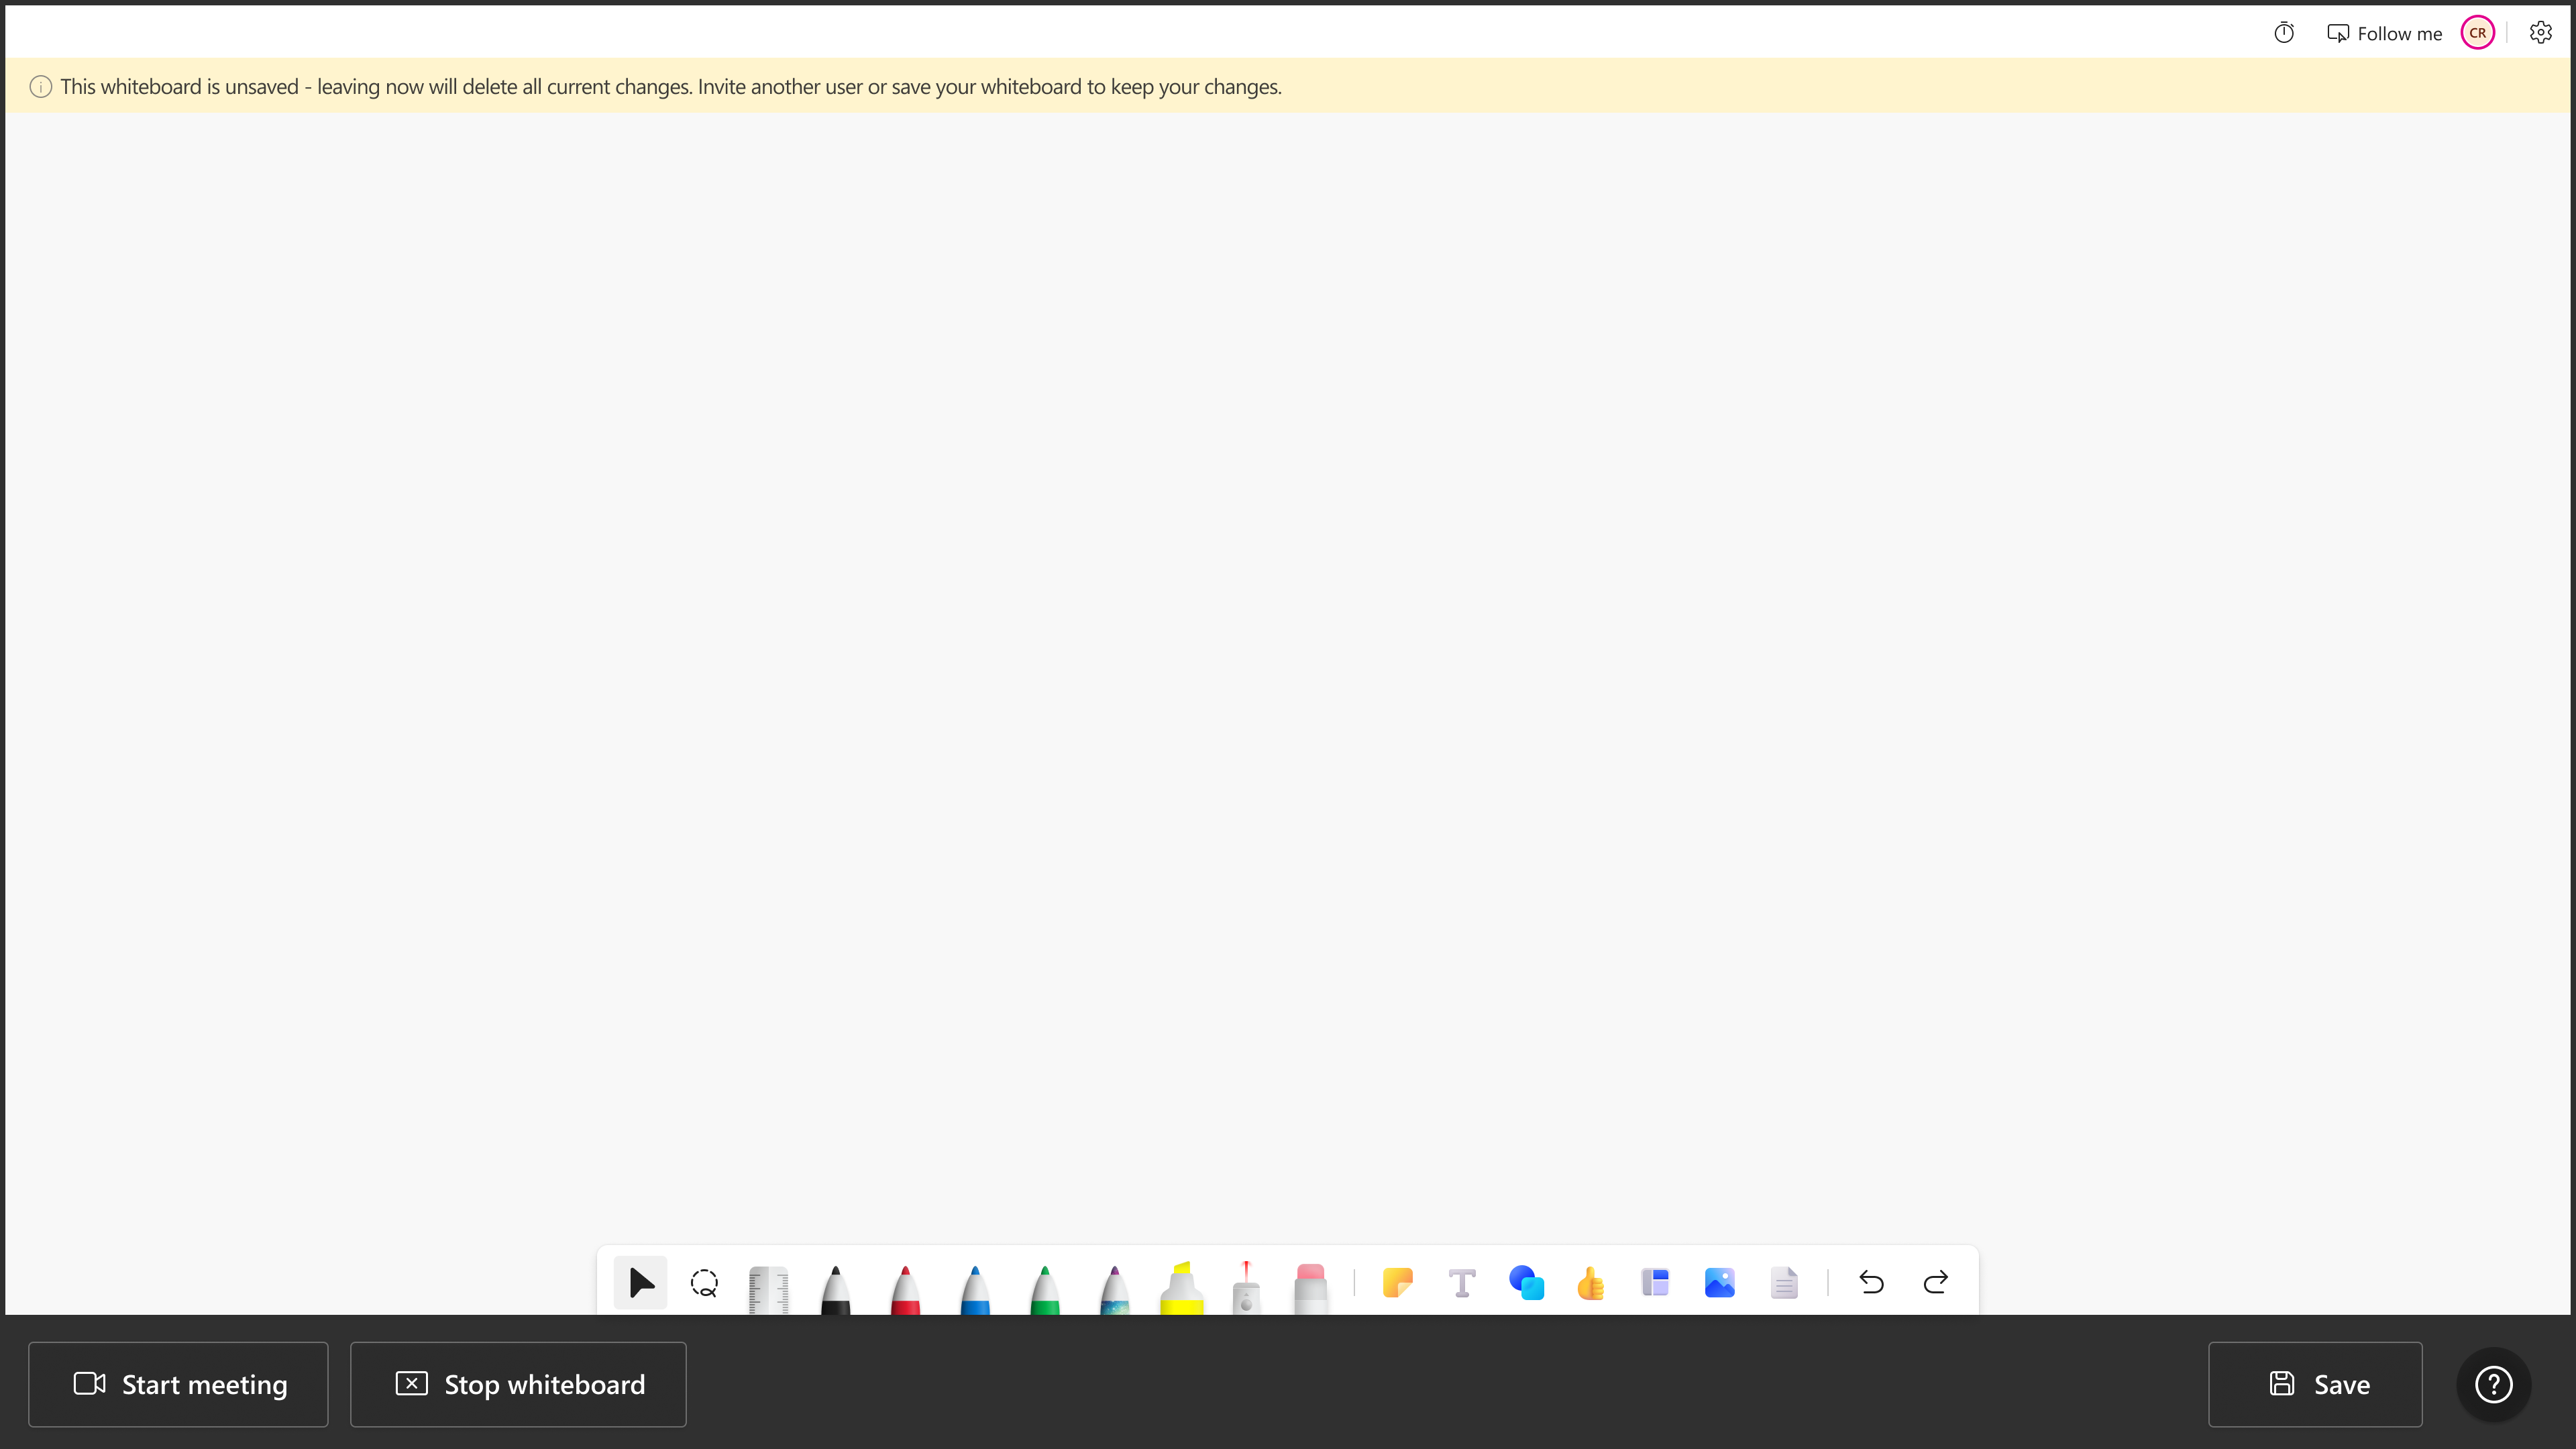 Follow me
CR
This whiteboard is unsaved - leaving now will delete all current changes. Invite another user or save your whiteboard to keep your changes.
Start meeting
Stop whiteboard
Save